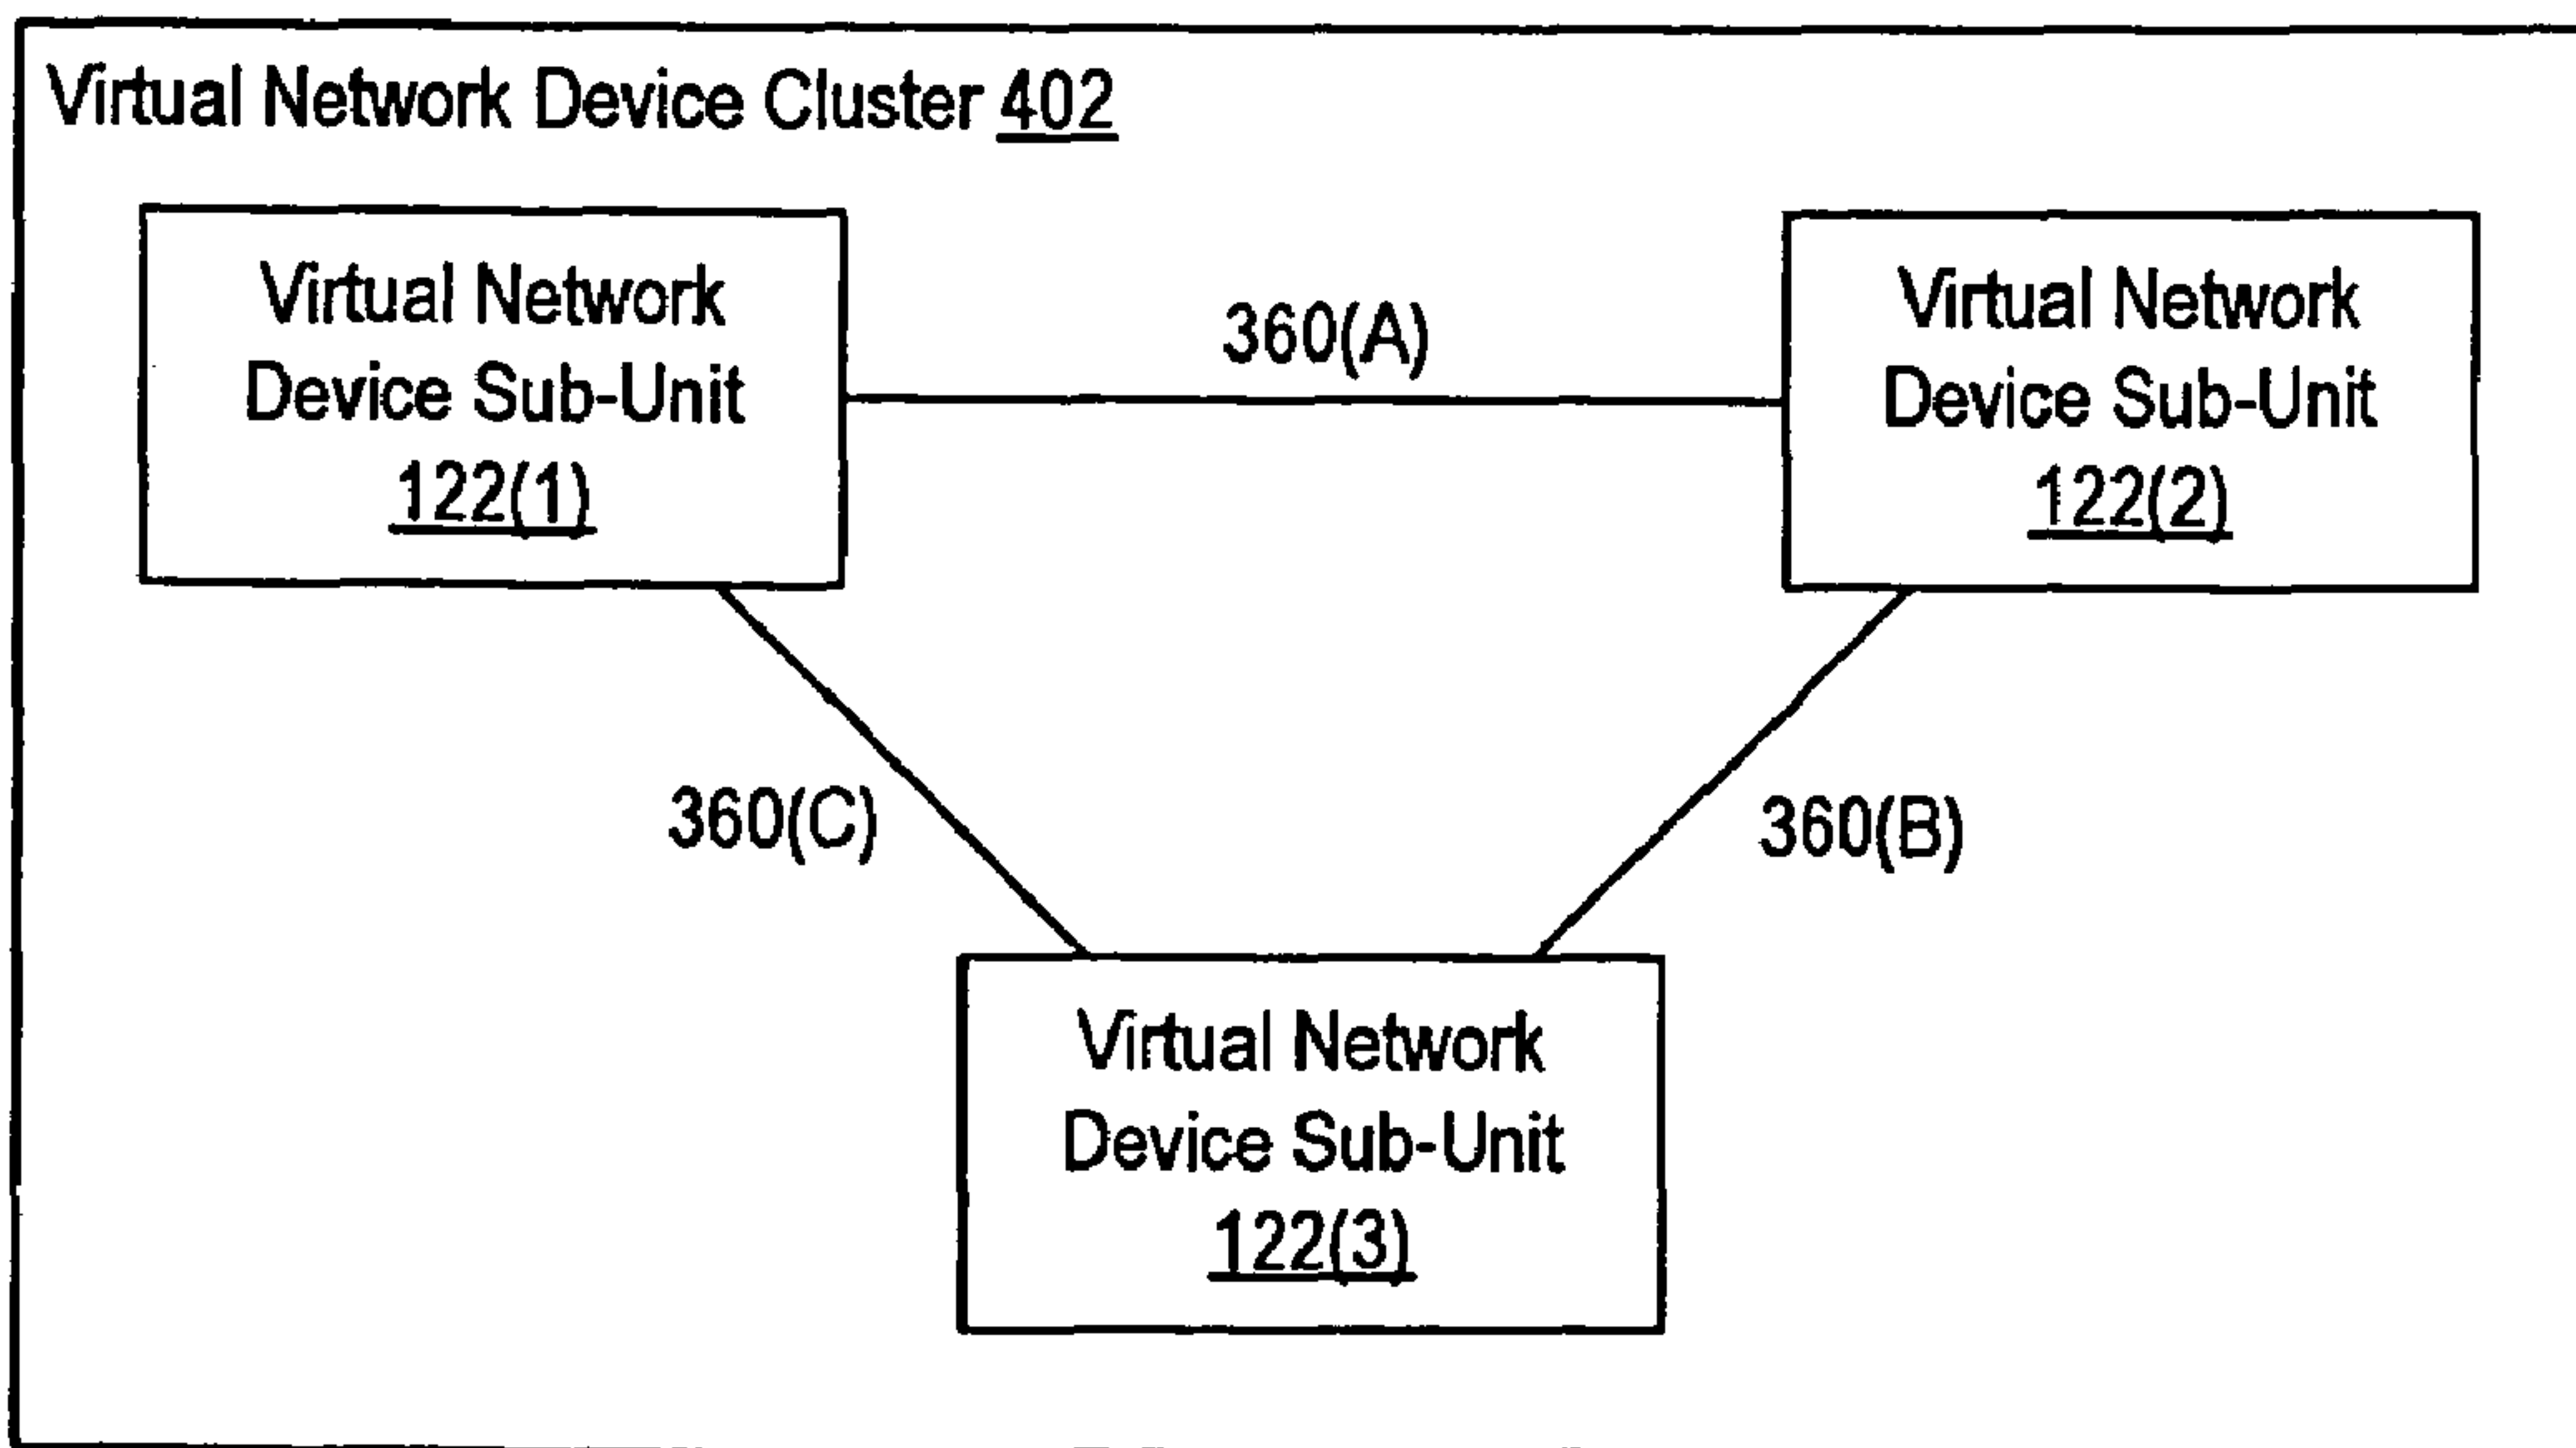 Virtual Network Device Cluster 402
Virtual Network
Device Sub-Unit
122(1)
360(A)
Virtual Network
Device Sub-Unit
122(2)
360(C)
360(B)
Virtual Network
Device Sub-Unit
122(3)